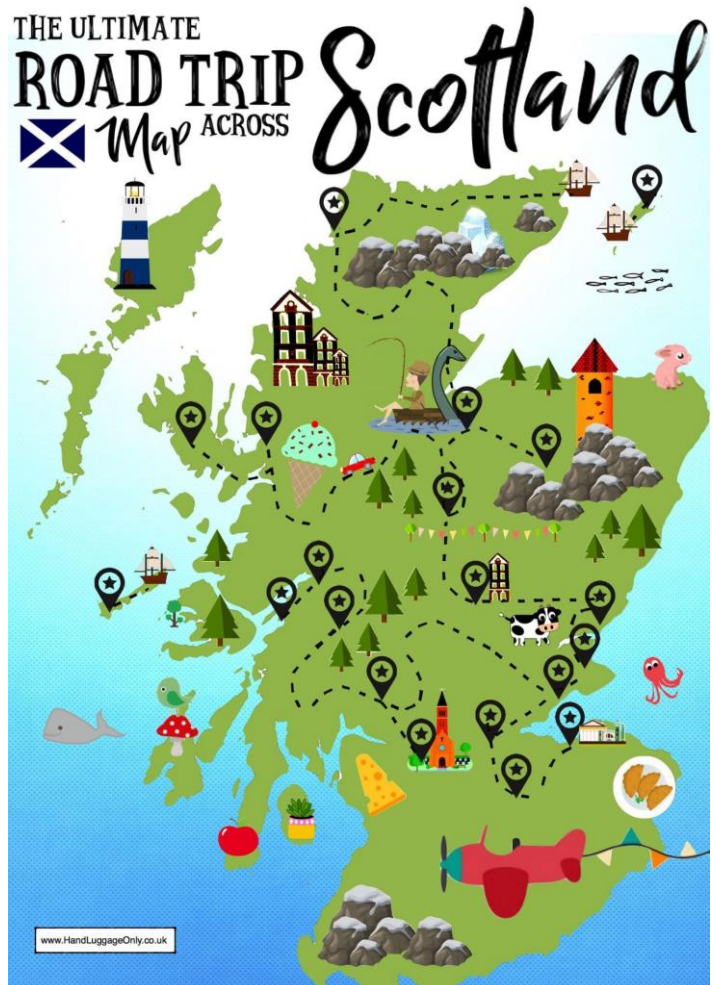 THE ULTIMATE
ROAD TRIP
Map ACROSS
Scotland
www.HandLuggageOnly.co.uk